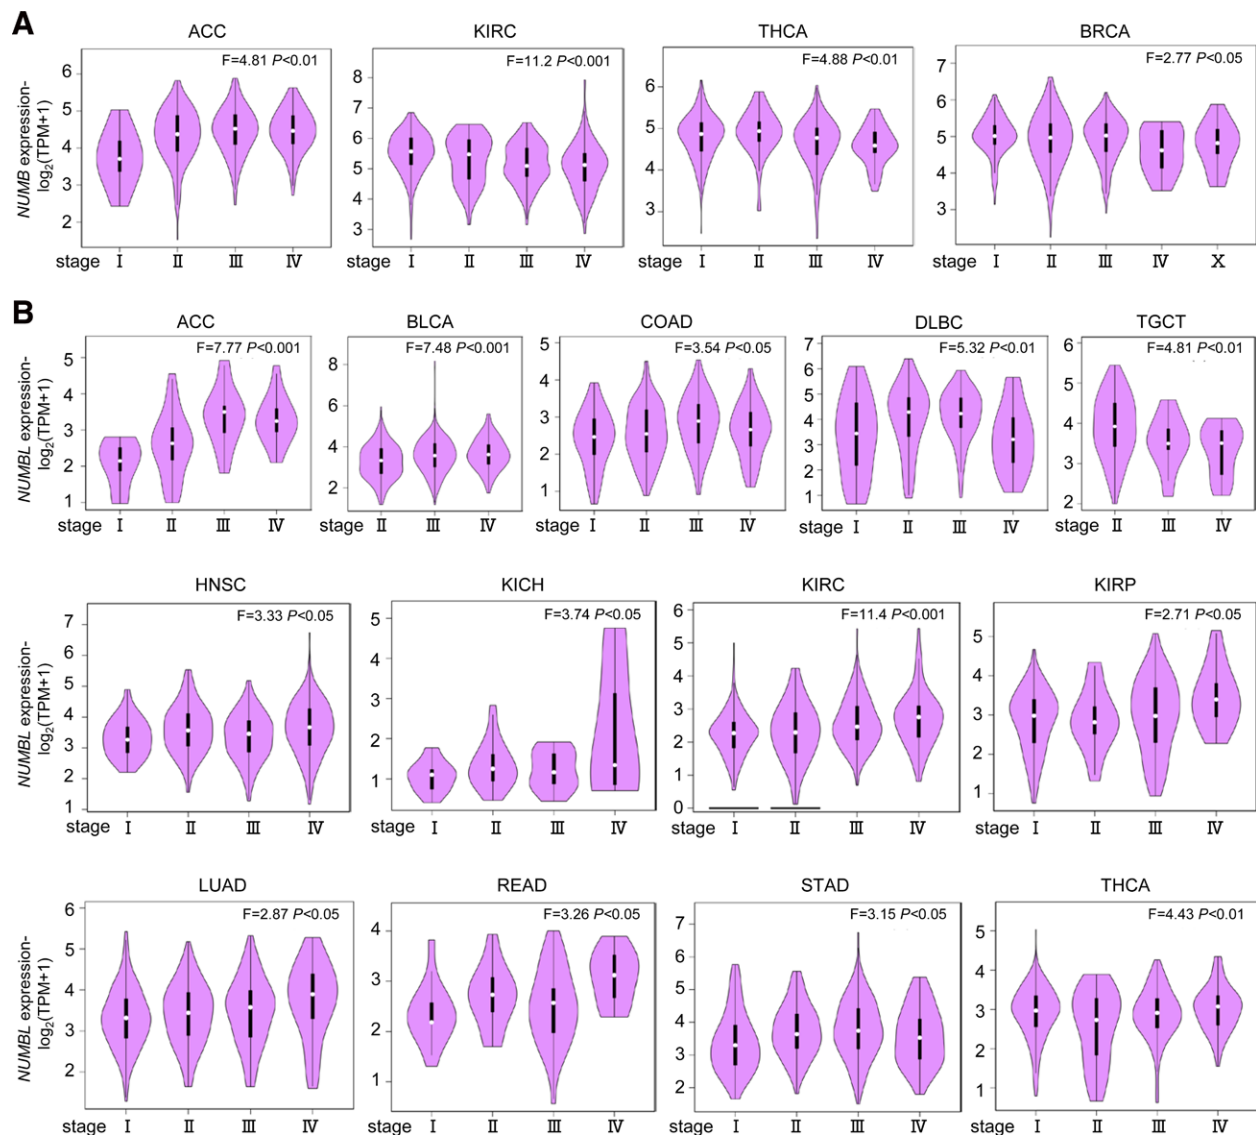 A
ACC KIRC THCA BRCA
NUMB expression-
log2(TPM+1)
F=4.81 P<0.01
6
5
4
3
2
stage I II III IV
F=11.2 P<0.001
8
7
6
5
4
3
stage I II III IV
F=4.88 P<0.01
6
5
4
3
stage I II III IV
F=2.77 P<0.05
7
6
5
4
3
stage I II III IV X
B
ACC BLCA COAD DLBC TGCT
NUMBL expression-
log2(TPM+1)
F=7.77 P<0.001
5
4
3
2
1
stage I II III IV
F=7.48 P<0.001
8
6
4
2
stage II III IV
F=3.54 P<0.05
5
4
3
2
1
stage I II III IV
F=5.32 P<0.01
7
6
5
4
3
2
1
stage I II III IV
F=4.81 P<0.01
6
5
4
3
2
stage II III IV
HNSC KICH KIRC KIRP
NUMBL expression-
log2(TPM+1)
F=3.33 P<0.05
7
6
5
4
3
2
1
stage I II III IV
F=3.74 P<0.05
5
4
3
2
1
stage I II III IV
F=11.4 P<0.001
6
5
4
3
2
1
0
stage I II III IV
F=2.71 P<0.05
5
4
3
2
1
stage I II III IV
LUAD READ STAD THCA
NUMBL expression-
log2(TPM+1)
F=2.87 P<0.05
6
5
4
3
2
stage I II III IV
F=3.26 P<0.05
4
3
2
1
stage I II III IV
F=3.15 P<0.05
7
6
5
4
3
2
stage I II III IV
F=4.43 P<0.01
5
4
3
2
1
stage I II III IV